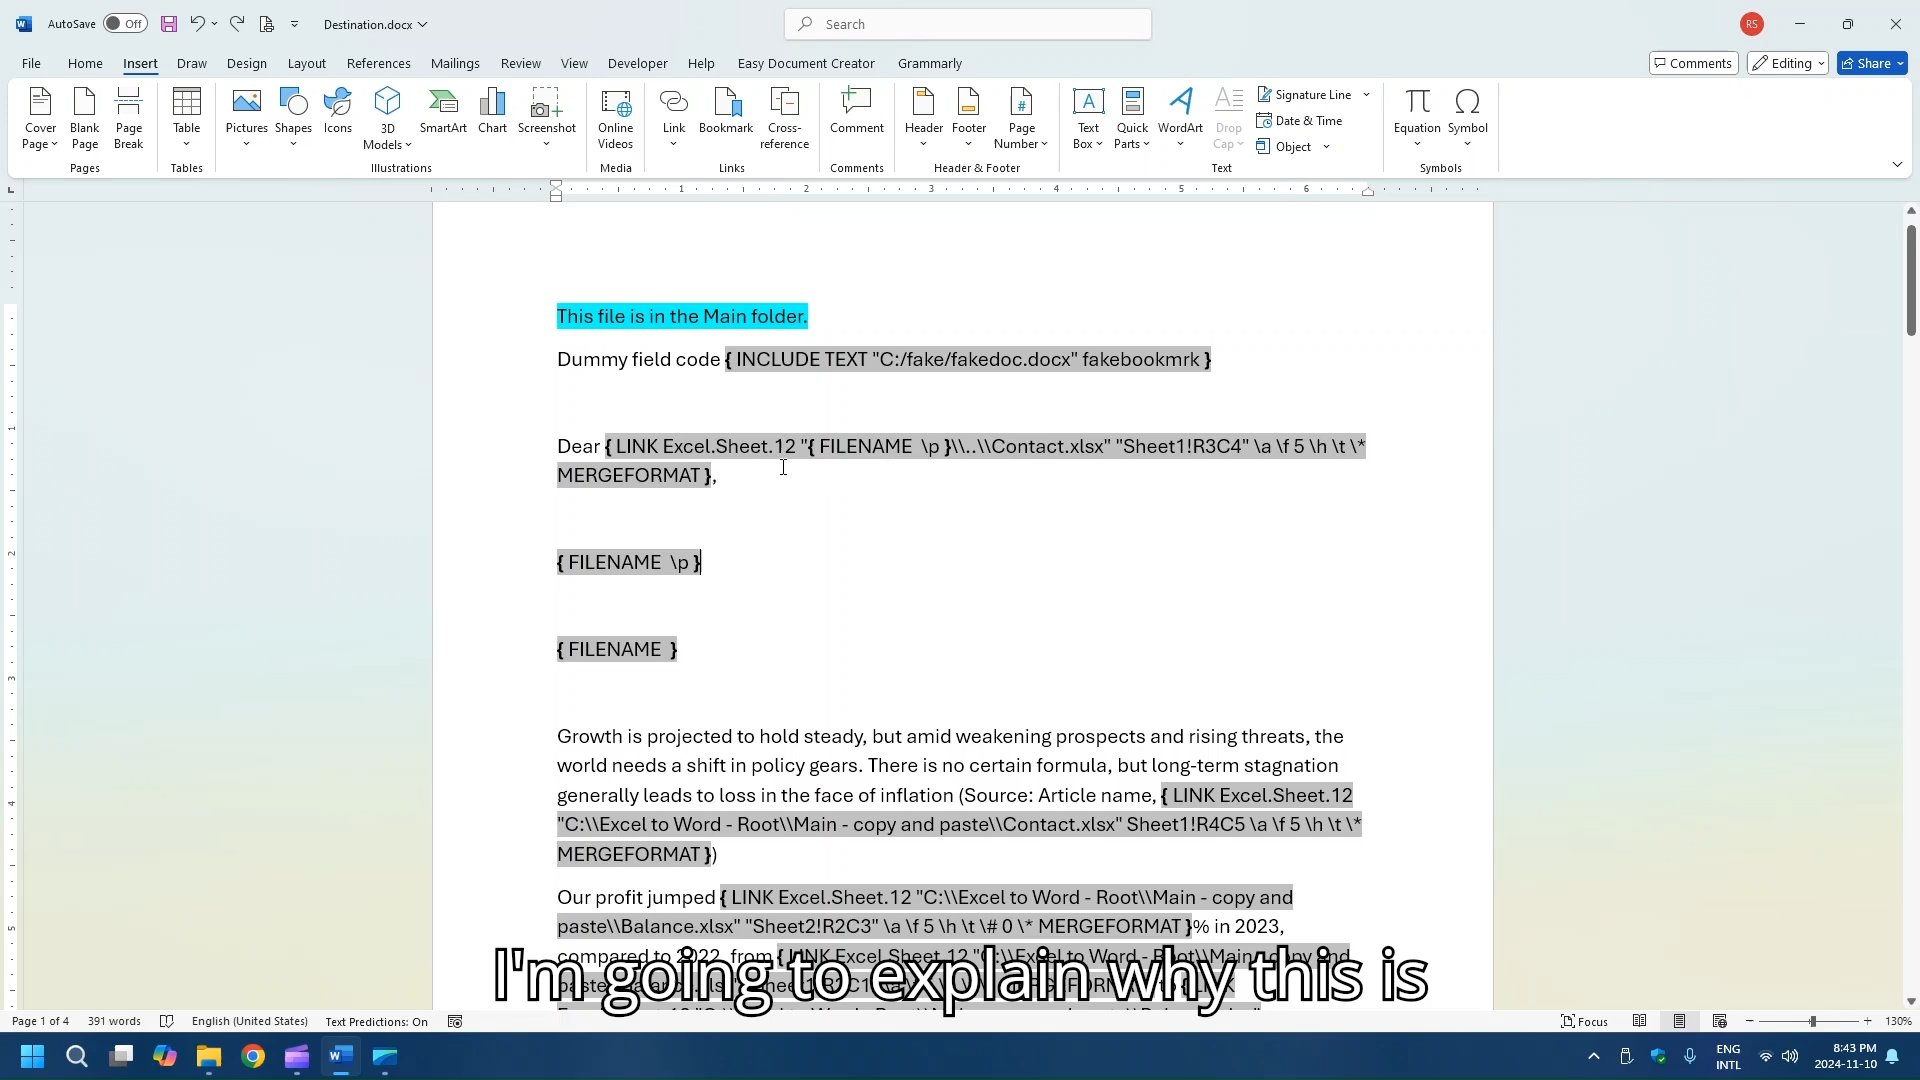 AutoSave Off Destination.docx Search RS
File Home Insert Draw Design Layout References Mailings Review View Developer Help Easy Document Creator Grammarly Comments Editing Share
Cover Page Blank Page Page Break Table Pictures Shapes Icons 3D Models SmartArt Chart Screenshot Online Videos Link Bookmark Cross-reference Comment Header Footer Page Number Text Box Quick Parts WordArt Drop Cap Signature Line Date & Time Object Equation Symbol
Pages Tables Illustrations Media Links Comments Header & Footer Text Symbols
1 2 3 4 5 6
This file is in the Main folder.
Dummy field code { INCLUDE TEXT "C:/fake/fakedoc.docx" fakebookmrk }
Dear { LINK Excel.Sheet.12 "{ FILENAME \p }\\..\\Contact.xlsx" "Sheet1!R3C4" \a \f 5 \h \t \*
MERGEFORMAT },
{ FILENAME \p }
{ FILENAME }
Growth is projected to hold steady, but amid weakening prospects and rising threats, the
world needs a shift in policy gears. There is no certain formula, but long-term stagnation
generally leads to loss in the face of inflation (Source: Article name, { LINK Excel.Sheet.12
"C:\\Excel to Word - Root\\Main - copy and paste\\Contact.xlsx" Sheet1!R4C5 \a \f 5 \h \t \*
MERGEFORMAT })
Our profit jumped { LINK Excel.Sheet.12 "C:\\Excel to Word - Root\\Main - copy and
paste\\Balance.xlsx" "Sheet2!R2C3" \a \f 5 \h \t \# 0 \* MERGEFORMAT }% in 2023,
compared to 2022, from { LINK Excel.Sheet.12 "C:\\Excel to Word - Root\\Main - copy and
I'm going to explain why this is
Page 1 of 4 391 words English (United States) Text Predictions: On Focus 130%
ENG INTL 8:43 PM 2024-11-10